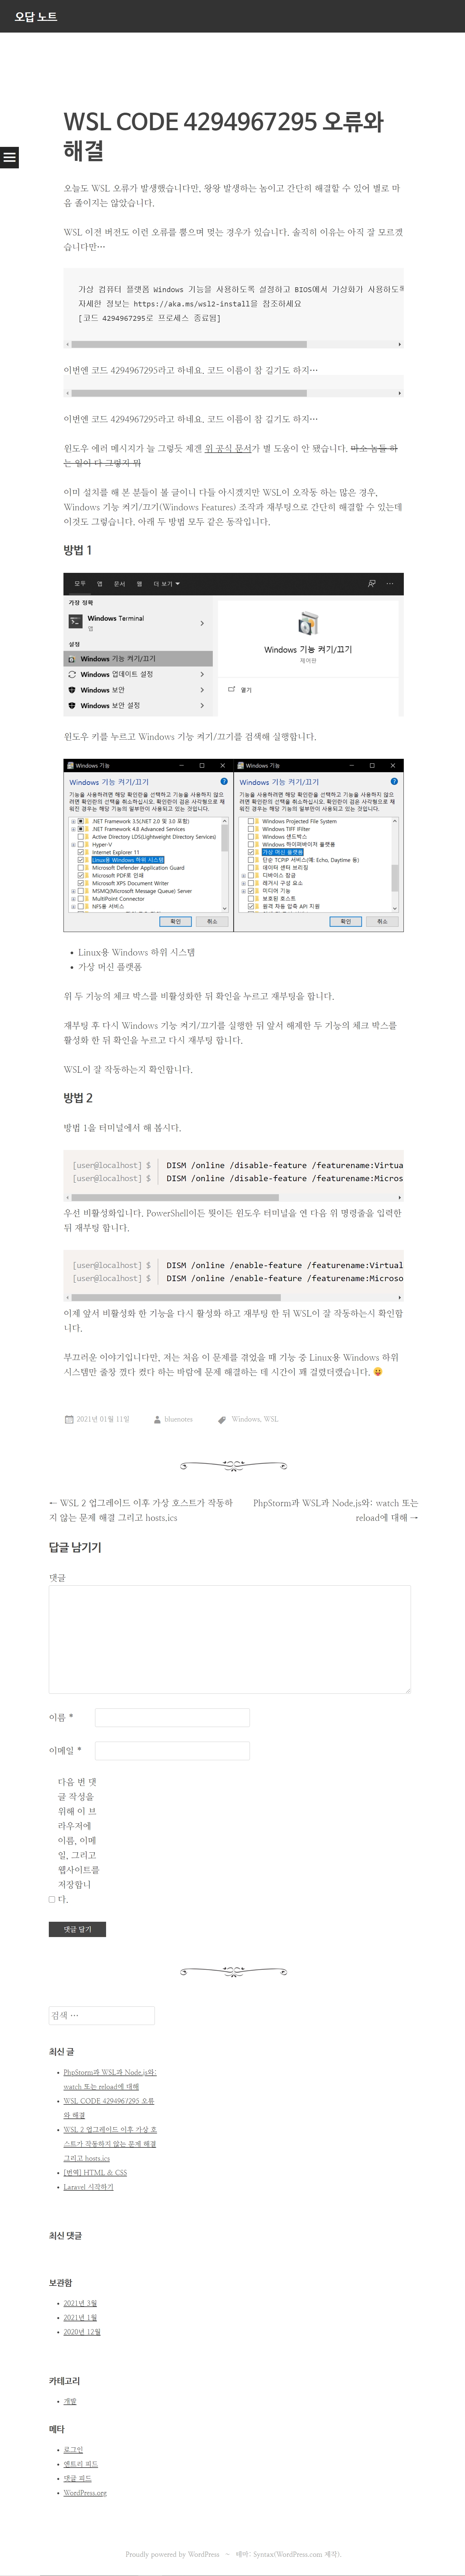 오답 노트
WSL CODE 4294967295 오류와
해결
오늘도 WSL 오류가 발생했습니다만, 왕왕 발생하는 놈이고 간단히 해결할 수 있어 별로 마
음 졸이지는 않았습니다.
WSL 이전 버전도 이런 오류를 뿜으며 멎는 경우가 있습니다. 솔직히 이유는 아직 잘 모르겠
습니다만…
가상 컴퓨터 플랫폼 Windows 기능을 사용하도록 설정하고 BIOS에서 가상화가 사용하도록
자세한 정보는 https://aka.ms/wsl2-install을 참조하세요
[코드 4294967295로 프로세스 종료됨]
이번엔 코드 4294967295라고 하네요. 코드 이름이 참 길기도 하지…
이번엔 코드 4294967295라고 하네요. 코드 이름이 참 길기도 하지…
윈도우 에러 메시지가 늘 그렇듯 제겐 위 공식 문서가 별 도움이 안 됐습니다. 마소 놈들 하
는 일이 다 그렇지 뭐
이미 설치를 해 본 분들이 볼 글이니 다들 아시겠지만 WSL이 오작동 하는 많은 경우,
Windows 기능 켜기/끄기(Windows Features) 조작과 재부팅으로 간단히 해결할 수 있는데
이것도 그렇습니다. 아래 두 방법 모두 같은 동작입니다.
방법 1
모두 앱 문서 웹 더 보기
가장 정확
Windows Terminal
앱
설정
Windows 기능 켜기/끄기
Windows 업데이트 설정
Windows 보안
Windows 보안 설정
Windows 기능 켜기/끄기
제어판
열기
윈도우 키를 누르고 Windows 기능 켜기/끄기를 검색해 실행합니다.
Windows 기능
Windows 기능 켜기/끄기
기능을 사용하려면 해당 확인란을 선택하고 기능을 사용하지 않으려면 확인란의 선택을 취소하십시오. 확인란이 검은 사각형으로 채워진 경우에는 해당 기능의 일부만이 사용되고 있는 것입니다.
.NET Framework 3.5(.NET 2.0 및 3.0 포함)
.NET Framework 4.8 Advanced Services
Active Directory Lightweight Directory Services
Hyper-V
Internet Explorer 11
Linux용 Windows 하위 시스템
Microsoft Defender Application Guard
Microsoft PDF로 인쇄
Microsoft XPS Document Writer
MSMQ(Microsoft Message Queue) Server
MultiPoint Connector
NFS용 서비스
확인 취소
Windows 기능
Windows 기능 켜기/끄기
기능을 사용하려면 해당 확인란을 선택하고 기능을 사용하지 않으려면 확인란의 선택을 취소하십시오. 확인란이 검은 사각형으로 채워진 경우에는 해당 기능의 일부만이 사용되고 있는 것입니다.
Windows Projected File System
Windows TIFF IFilter
Windows 샌드박스
Windows 하이퍼바이저 플랫폼
가상 머신 플랫폼
단순 TCPIP 서비스(예: Echo, Daytime 등)
데이터 센터 브리징
디바이스 잠금
레거시 구성 요소
미디어 기능
보호된 호스트
원격 차등 압축 API 지원
확인 취소
Linux용 Windows 하위 시스템
가상 머신 플랫폼
위 두 기능의 체크 박스를 비활성화한 뒤 확인을 누르고 재부팅을 합니다.
재부팅 후 다시 Windows 기능 켜기/끄기를 실행한 뒤 앞서 해제한 두 기능의 체크 박스를
활성화 한 뒤 확인을 누르고 다시 재부팅 합니다.
WSL이 잘 작동하는지 확인합니다.
방법 2
방법 1을 터미널에서 해 봅시다.
[user@localhost] $ DISM /online /disable-feature /featurename:Virtua
[user@localhost] $ DISM /online /disable-feature /featurename:Micros
우선 비활성화입니다. PowerShell이든 뭣이든 윈도우 터미널을 연 다음 위 명령줄을 입력한
뒤 재부팅 합니다.
[user@localhost] $ DISM /online /enable-feature /featurename:Virtual
[user@localhost] $ DISM /online /enable-feature /featurename:Microso
이제 앞서 비활성화 한 기능을 다시 활성화 하고 재부팅 한 뒤 WSL이 잘 작동하는지 확인합
니다.
부끄러운 이야기입니다만, 저는 처음 이 문제를 겪었을 때 기능 중 Linux용 Windows 하위
시스템만 줄창 껐다 켰다 하는 바람에 문제 해결하는 데 시간이 꽤 걸렸더랬습니다. 😛
2021년 01월 11일 bluenotes Windows, WSL
← WSL 2 업그레이드 이후 가상 호스트가 작동하
지 않는 문제 해결 그리고 hosts.ics
PhpStorm과 WSL과 Node.js와: watch 또는
reload에 대해 →
답글 남기기
댓글
이름 *
이메일 *
다음 번 댓
글 작성을
위해 이 브
라우저에
이름, 이메
일, 그리고
웹사이트를
저장합니
다.
댓글 달기
검색 …
최신 글
PhpStorm과 WSL과 Node.js와:
watch 또는 reload에 대해
WSL CODE 4294967295 오류
와 해결
WSL 2 업그레이드 이후 가상 호
스트가 작동하지 않는 문제 해결
그리고 hosts.ics
[번역] HTML & CSS
Laravel 시작하기
최신 댓글
보관함
2021년 3월
2021년 1월
2020년 12월
카테고리
개발
메타
로그인
엔트리 피드
댓글 피드
WordPress.org
Proudly powered by WordPress ~ 테마: Syntax(WordPress.com 제작).